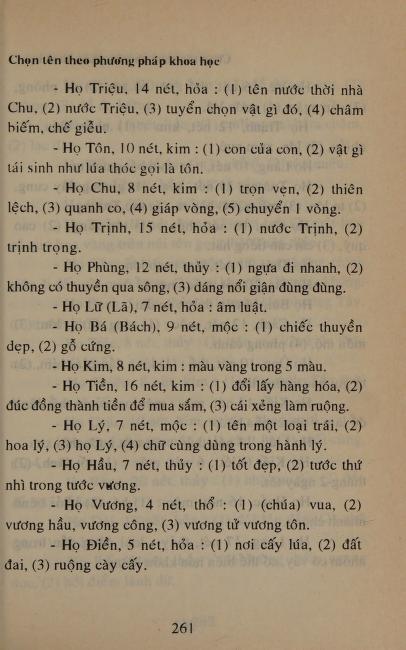 Chọn tên theo phương pháp khoa học
- Họ Triệu, 14 nét, hỏa : (1) tên nước thời nhà
Chu, (2) nước Triệu, (3) tuyển chọn vật gì đó, (4) châm
biếm, chế giễu.
- Họ Tôn, 10 nét, kim : (1) con của con, (2) vật gì
tái sinh như lúa thóc gọi là tôn.
- Họ Chu, 8 nét, kim : (1) trọn vẹn, (2) thiên
lệch, (3) quanh co, (4) giáp vòng, (5) chuyển 1 vòng.
- Họ Trịnh, 15 nét, hỏa : (1) nước Trịnh, (2)
trịnh trọng.
- Họ Phùng, 12 nét, thủy : (1) ngựa đi nhanh, (2)
không có thuyền qua sông, (3) dáng nổi giận đùng đùng.
- Họ Lữ (Lã), 7 nét, hỏa : âm luật.
- Họ Bá (Bách), 9 nét, mộc : (1) chiếc thuyền
dẹp, (2) gỗ cứng.
- Họ Kim, 8 nét, kim : màu vàng trong 5 màu.
- Họ Tiền, 16 nét, kim : (1) đổi lấy hàng hóa, (2)
đúc đồng thành tiền để mua sắm, (3) cái xẻng làm ruộng.
- Họ Lý, 7 nét, mộc : (1) tên một loại trái, (2)
hoa lý, (3) họ Lý, (4) chữ cùng dùng trong hành lý.
- Họ Hầu, 7 nét, thủy : (1) tốt đẹp, (2) tước thứ
nhì trong tước vương.
- Họ Vương, 4 nét, thổ : (1) (chúa) vua, (2)
vương hầu, vương công, (3) vương tử vương tôn.
- Họ Điền, 5 nét, hỏa : (1) nơi cấy lúa, (2) đất
đai, (3) ruộng cày cấy.
261